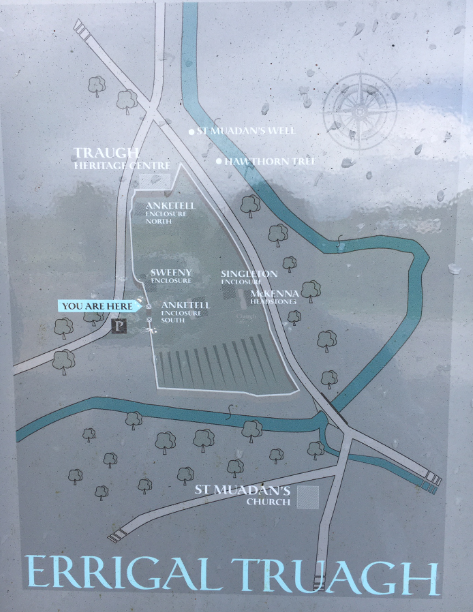 ST MUADAN'S WELL
HAWTHORN TREE
TRAUGH
HERITAGE CENTRE
ANKETELL
ENCLOSURE
NORTH
SWEENY
ENCLOSURE
SINGLETON
ENCLOSURE
MCKENNA
HEADSTONE
YOU ARE HERE
ANKETELL
ENCLOSURE
SOUTH
P
ST MUADAN'S
CHURCH
ERRIGAL TRUAGH